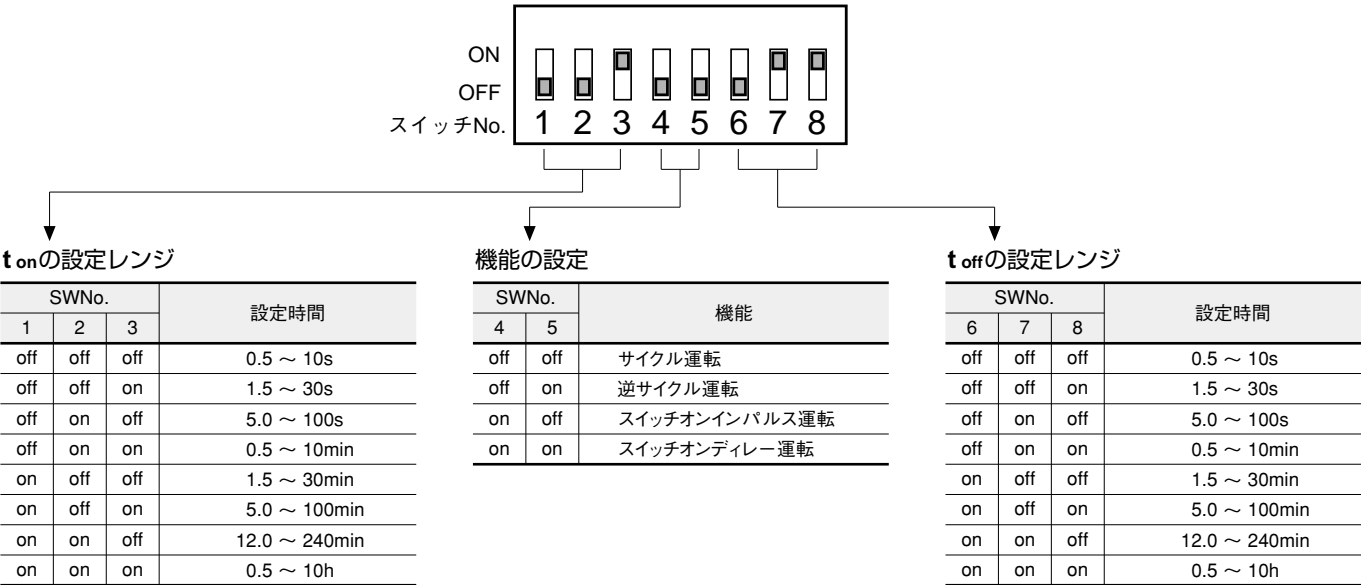 ON
OFF
スイッチNo. 1 2 3 4 5 6 7 8
t onの設定レンジ
SWNo. 設定時間
1 2 3
off off off 0.5 ～ 10s
off off on 1.5 ～ 30s
off on off 5.0 ～ 100s
off on on 0.5 ～ 10min
on off off 1.5 ～ 30min
on off on 5.0 ～ 100min
on on off 12.0 ～ 240min
on on on 0.5 ～ 10h
機能の設定
SWNo. 機能
4 5
off off サイクル運転
off on 逆サイクル運転
on off スイッチオンインパルス運転
on on スイッチオンディレー運転
t offの設定レンジ
SWNo. 設定時間
6 7 8
off off off 0.5 ～ 10s
off off on 1.5 ～ 30s
off on off 5.0 ～ 100s
off on on 0.5 ～ 10min
on off off 1.5 ～ 30min
on off on 5.0 ～ 100min
on on off 12.0 ～ 240min
on on on 0.5 ～ 10h